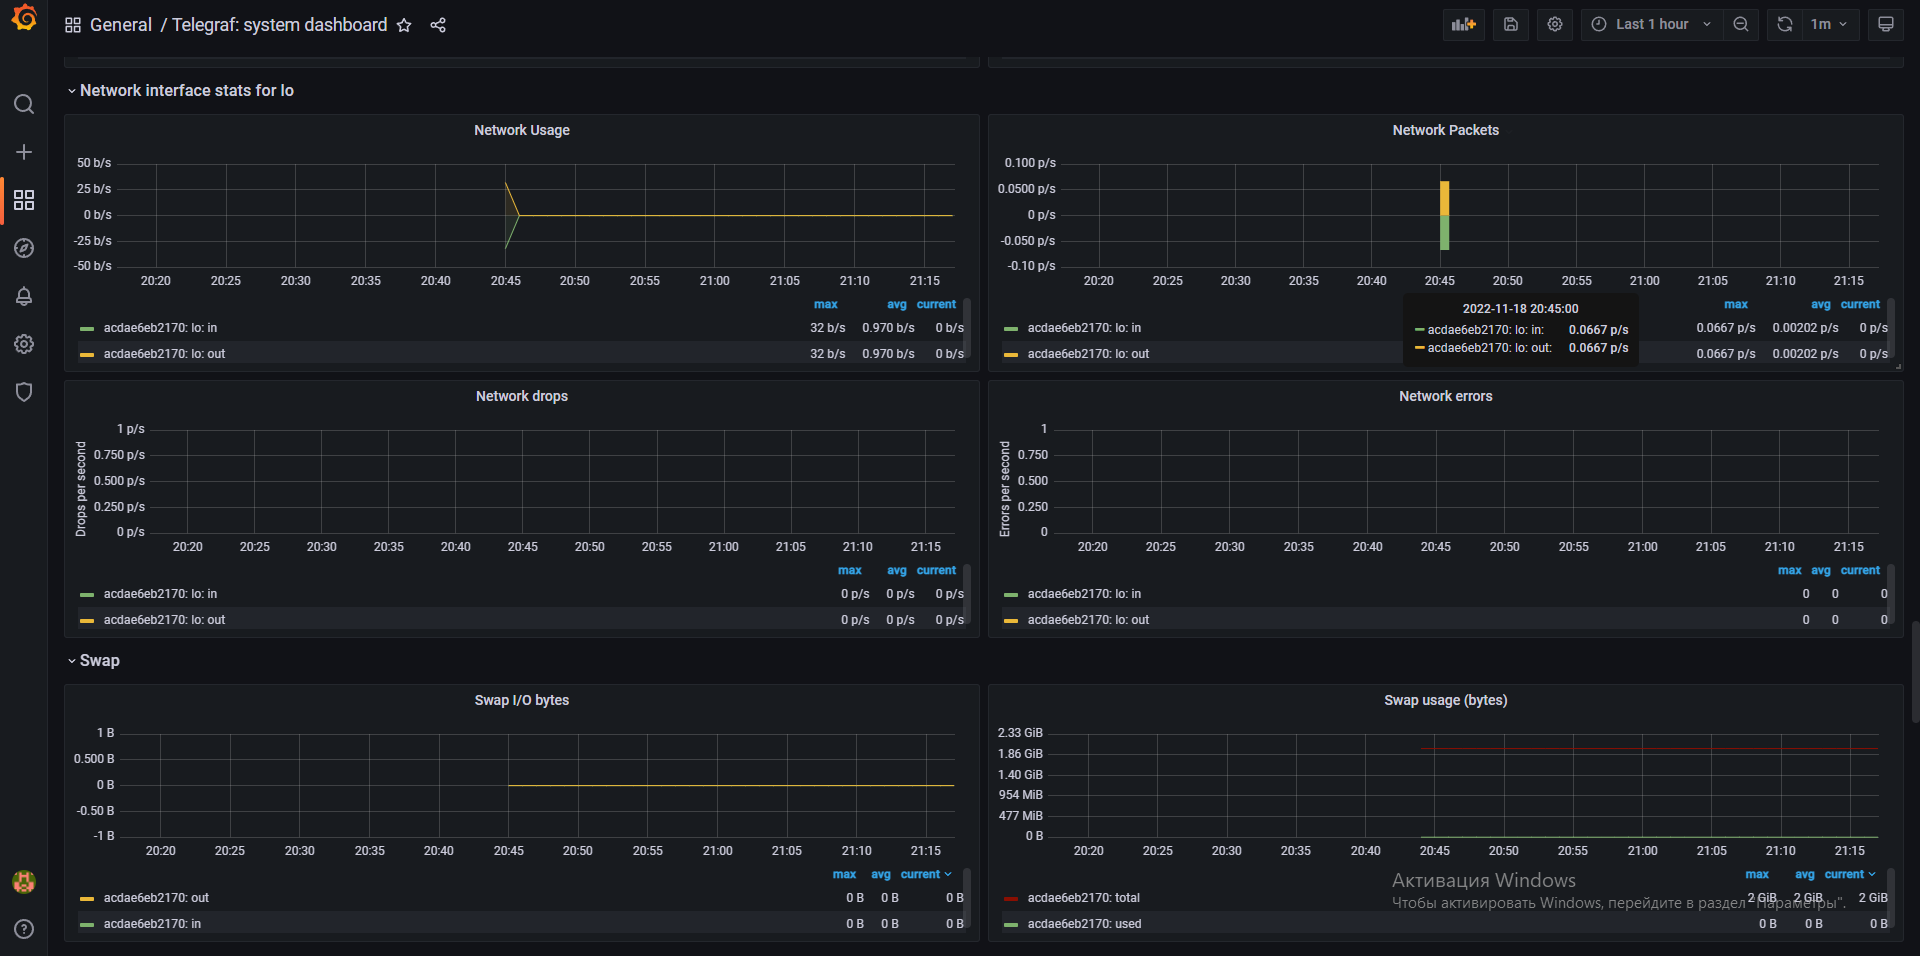 General / Telegraf: system dashboard
Last 1 hour
1m
Network interface stats for lo
Network Usage
50 b/s
25 b/s
0 b/s
-25 b/s
-50 b/s
20:20 20:25 20:30 20:35 20:40 20:45 20:50 20:55 21:00 21:05 21:10 21:15
max avg current
acdae6eb2170: lo: in 32 b/s 0.970 b/s 0 b/s
acdae6eb2170: lo: out 32 b/s 0.970 b/s 0 b/s
Network Packets
0.100 p/s
0.0500 p/s
0 p/s
-0.050 p/s
-0.10 p/s
20:20 20:25 20:30 20:35 20:40 20:45 20:50 20:55 21:00 21:05 21:10 21:15
max avg current
acdae6eb2170: lo: in 0.0667 p/s 0.00202 p/s 0 p/s
acdae6eb2170: lo: out 0.0667 p/s 0.00202 p/s 0 p/s
2022-11-18 20:45:00
acdae6eb2170: lo: in: 0.0667 p/s
acdae6eb2170: lo: out: 0.0667 p/s
Network drops
Drops per second
1 p/s
0.750 p/s
0.500 p/s
0.250 p/s
0 p/s
20:20 20:25 20:30 20:35 20:40 20:45 20:50 20:55 21:00 21:05 21:10 21:15
max avg current
acdae6eb2170: lo: in 0 p/s 0 p/s 0 p/s
acdae6eb2170: lo: out 0 p/s 0 p/s 0 p/s
Network errors
Errors per second
1
0.750
0.500
0.250
0
20:20 20:25 20:30 20:35 20:40 20:45 20:50 20:55 21:00 21:05 21:10 21:15
max avg current
acdae6eb2170: lo: in 0 0 0
acdae6eb2170: lo: out 0 0 0
Swap
Swap I/O bytes
1 B
0.500 B
0 B
-0.50 B
-1 B
20:20 20:25 20:30 20:35 20:40 20:45 20:50 20:55 21:00 21:05 21:10 21:15
max avg current
acdae6eb2170: out 0 B 0 B 0 B
acdae6eb2170: in 0 B 0 B 0 B
Swap usage (bytes)
2.33 GiB
1.86 GiB
1.40 GiB
954 MiB
477 MiB
0 B
20:20 20:25 20:30 20:35 20:40 20:45 20:50 20:55 21:00 21:05 21:10 21:15
max avg current
acdae6eb2170: total 2 GiB 2 GiB 2 GiB
acdae6eb2170: used 0 B 0 B 0 B
Активация Windows
Чтобы активировать Windows, перейдите в раздел "Параметры".